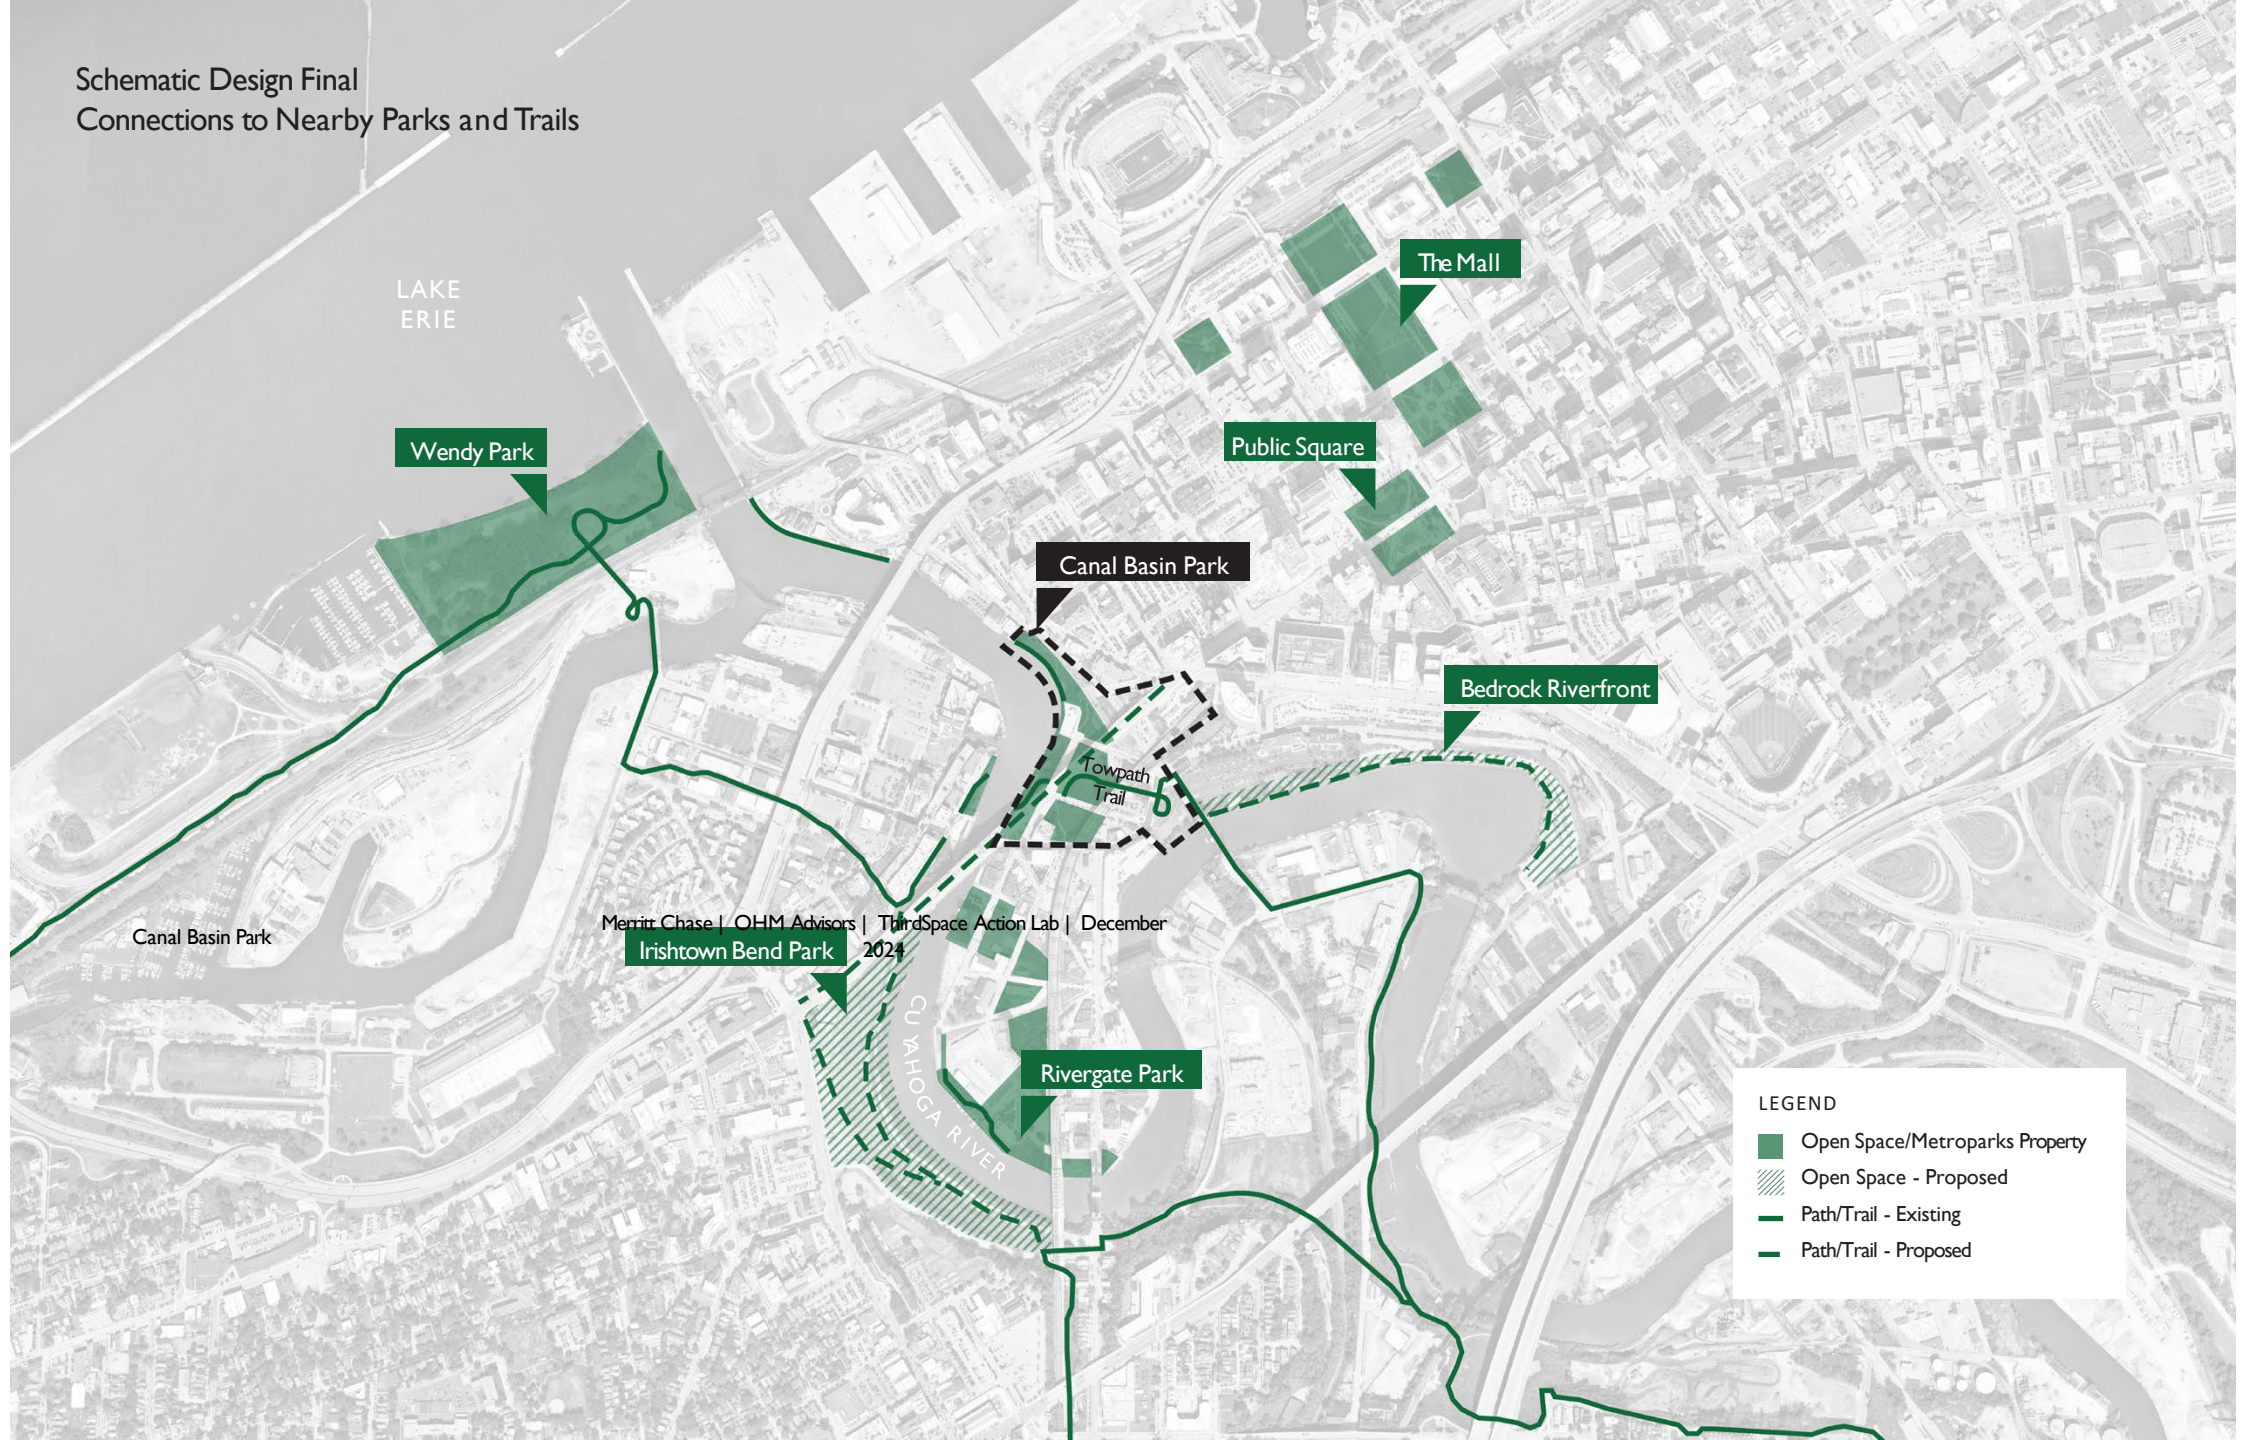 Schematic Design Final
Connections to Nearby Parks and Trails
LAKE
ERIE
The Mall
Wendy Park
Public Square
Canal Basin Park
Bedrock Riverfront
Towpath
Trail
Merritt Chase | OHM Advisors | ThirdSpace Action Lab | December
2024
Canal Basin Park
Irishtown Bend Park
CUYAHOGA RIVER
Rivergate Park
LEGEND
Open Space/Metroparks Property
Open Space - Proposed
Path/Trail - Existing
Path/Trail - Proposed